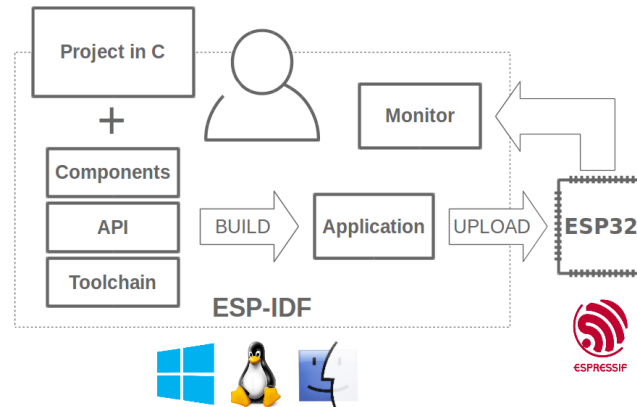 Project in C
+
Components
API
Toolchain
BUILD
Application
UPLOAD
Monitor
ESP32
ESP-IDF
ESPRESSIF